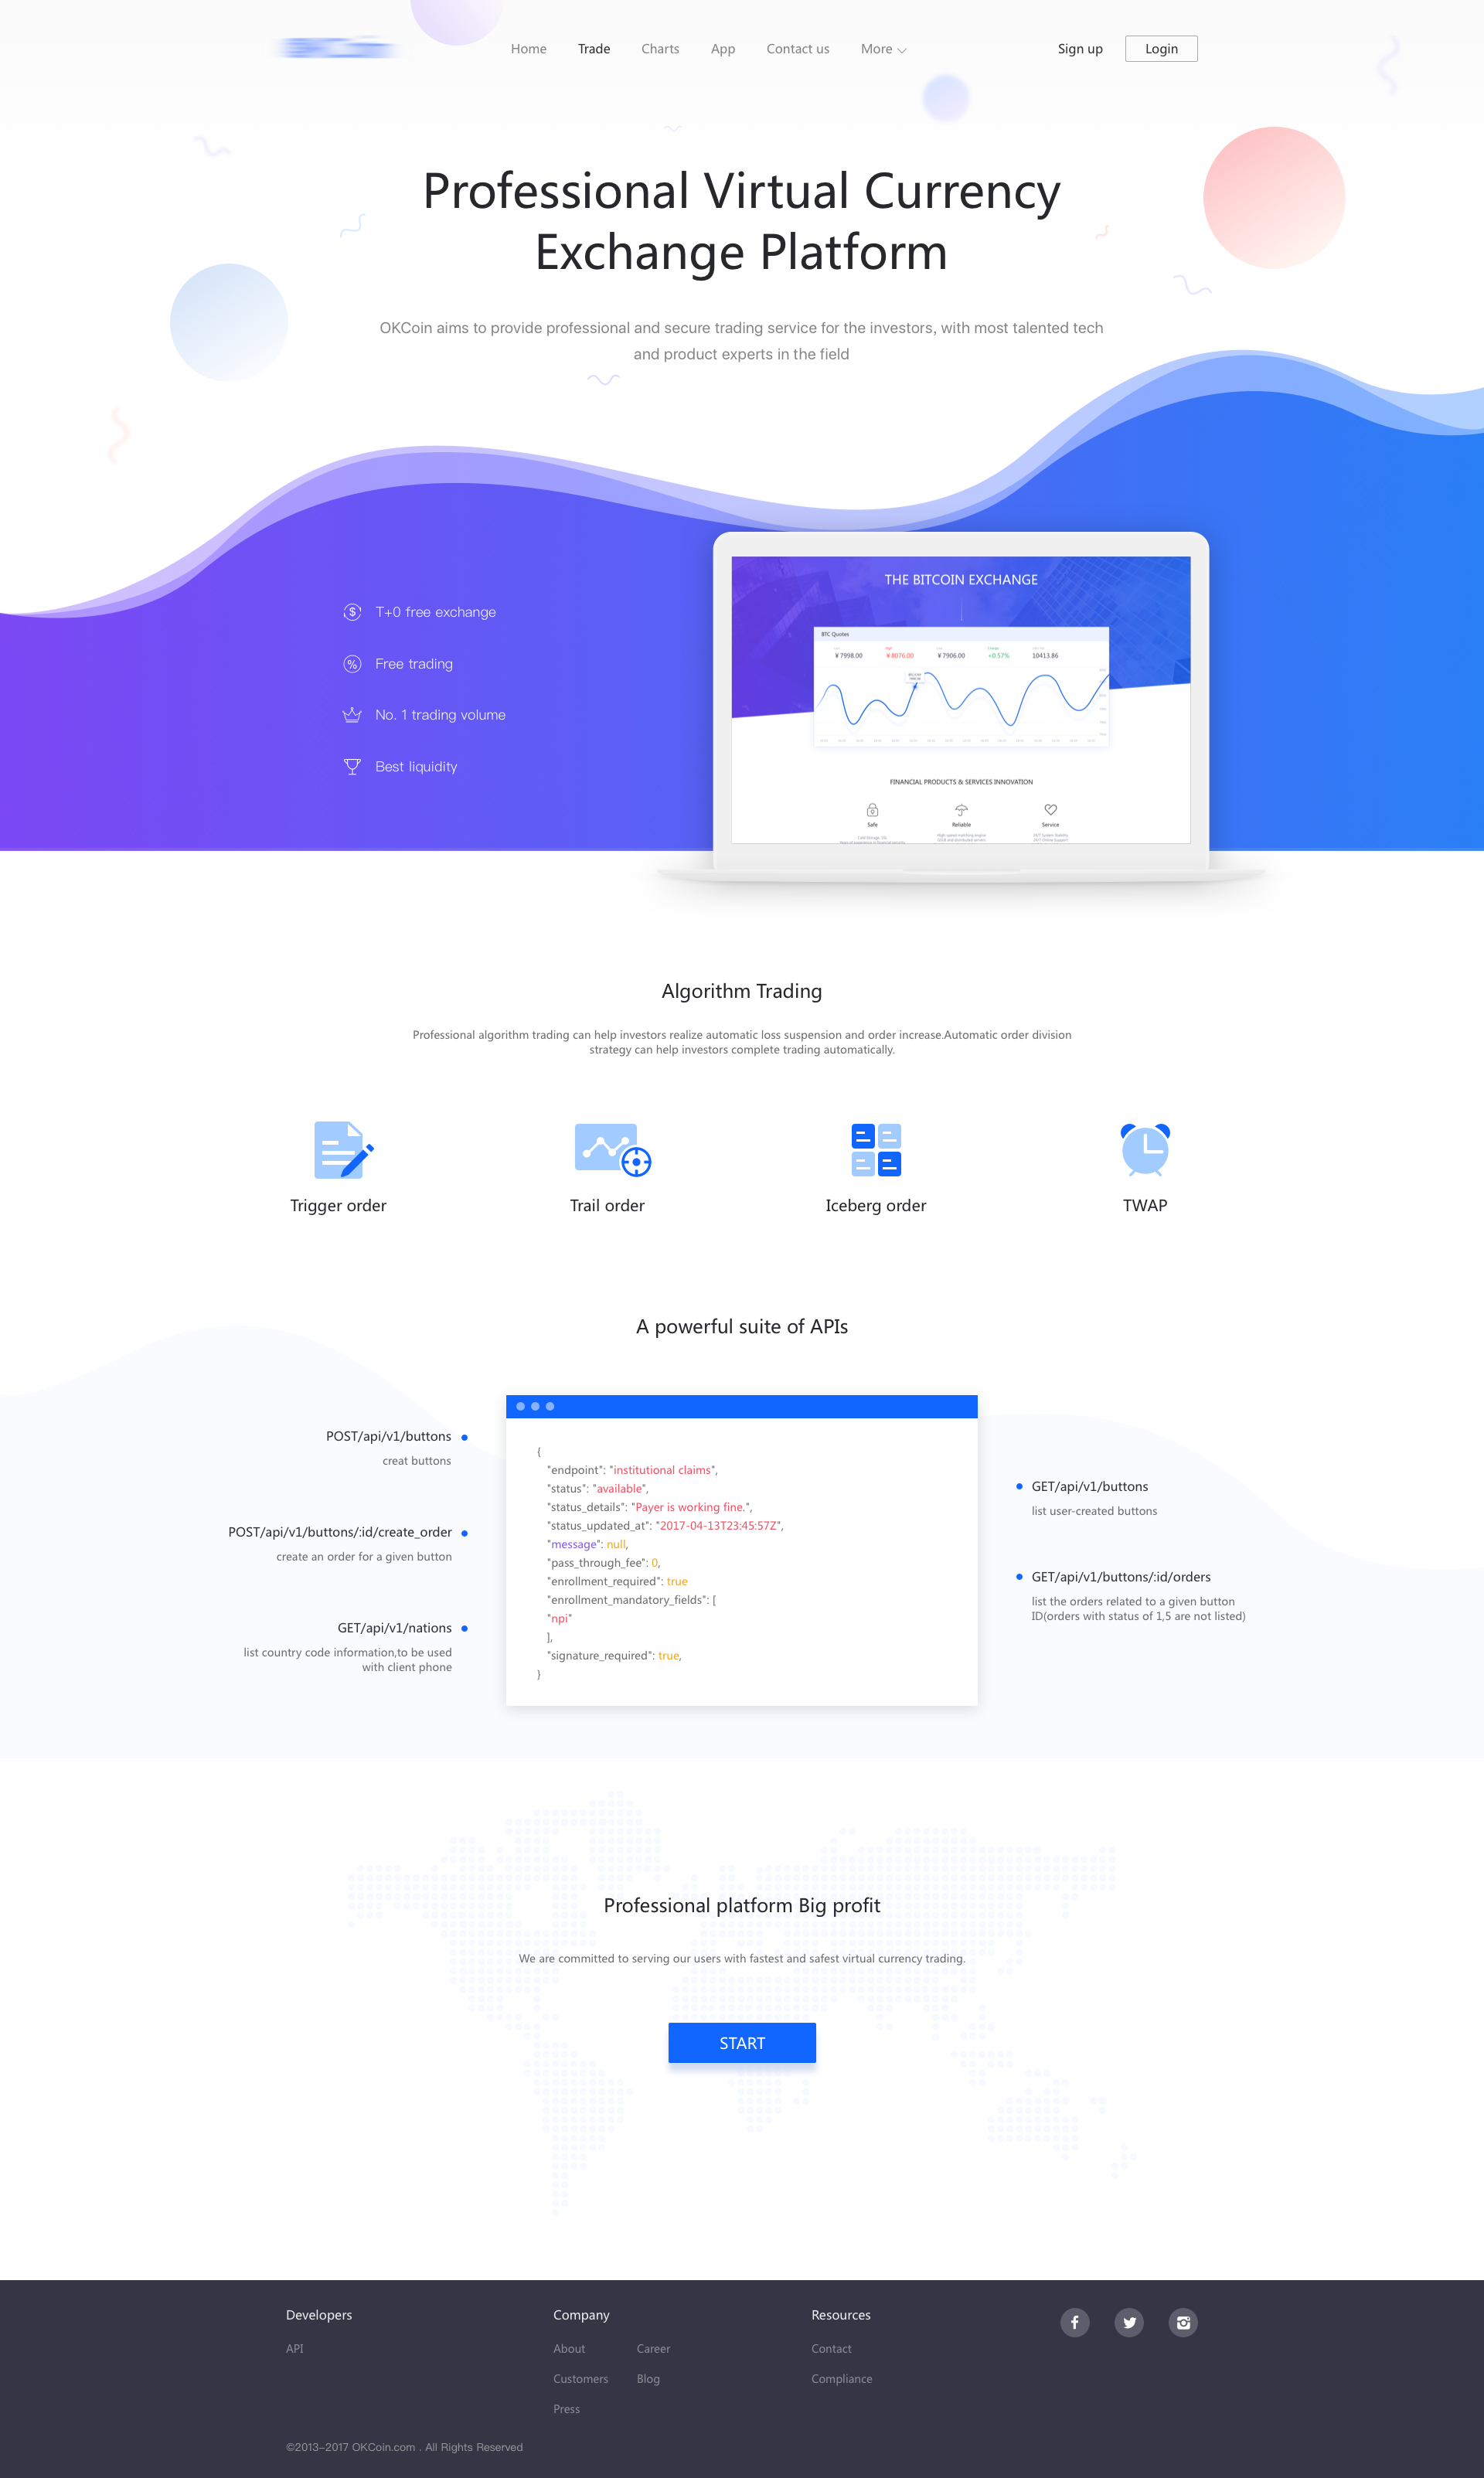 Home Trade Charts App Contact us More Sign up Login
Professional Virtual Currency
Exchange Platform
OKCoin aims to provide professional and secure trading service for the investors, with most talented tech
and product experts in the field
T+0 free exchange
Free trading
No. 1 trading volume
Best liquidity
THE BITCOIN EXCHANGE
BTC Quotes
¥ 7998.00 ¥ 8076.00 ¥ 7906.00 +0.57% 10413.86
FINANCIAL PRODUCTS & SERVICES INNOVATION
Safe Reliable Service
Algorithm Trading
Professional algorithm trading can help investors realize automatic loss suspension and order increase.Automatic order division
strategy can help investors complete trading automatically.
Trigger order
Trail order
Iceberg order
TWAP
A powerful suite of APIs
POST/api/v1/buttons
creat buttons
POST/api/v1/buttons/:id/create_order
create an order for a given button
GET/api/v1/nations
list country code information,to be used
with client phone
{
"endpoint": "institutional claims",
"status": "available",
"status_details": "Payer is working fine.",
"status_updated_at": "2017-04-13T23:45:57Z",
"message": null,
"pass_through_fee": 0,
"enrollment_required": true
"enrollment_mandatory_fields": [
"npi"
],
"signature_required": true,
}
GET/api/v1/buttons
list user-created buttons
GET/api/v1/buttons/:id/orders
list the orders related to a given button
ID(orders with status of 1,5 are not listed)
Professional platform Big profit
We are committed to serving our users with fastest and safest virtual currency trading.
START
Developers
API
Company
About Career
Customers Blog
Press
Resources
Contact
Compliance
©2013-2017 OKCoin.com . All Rights Reserved